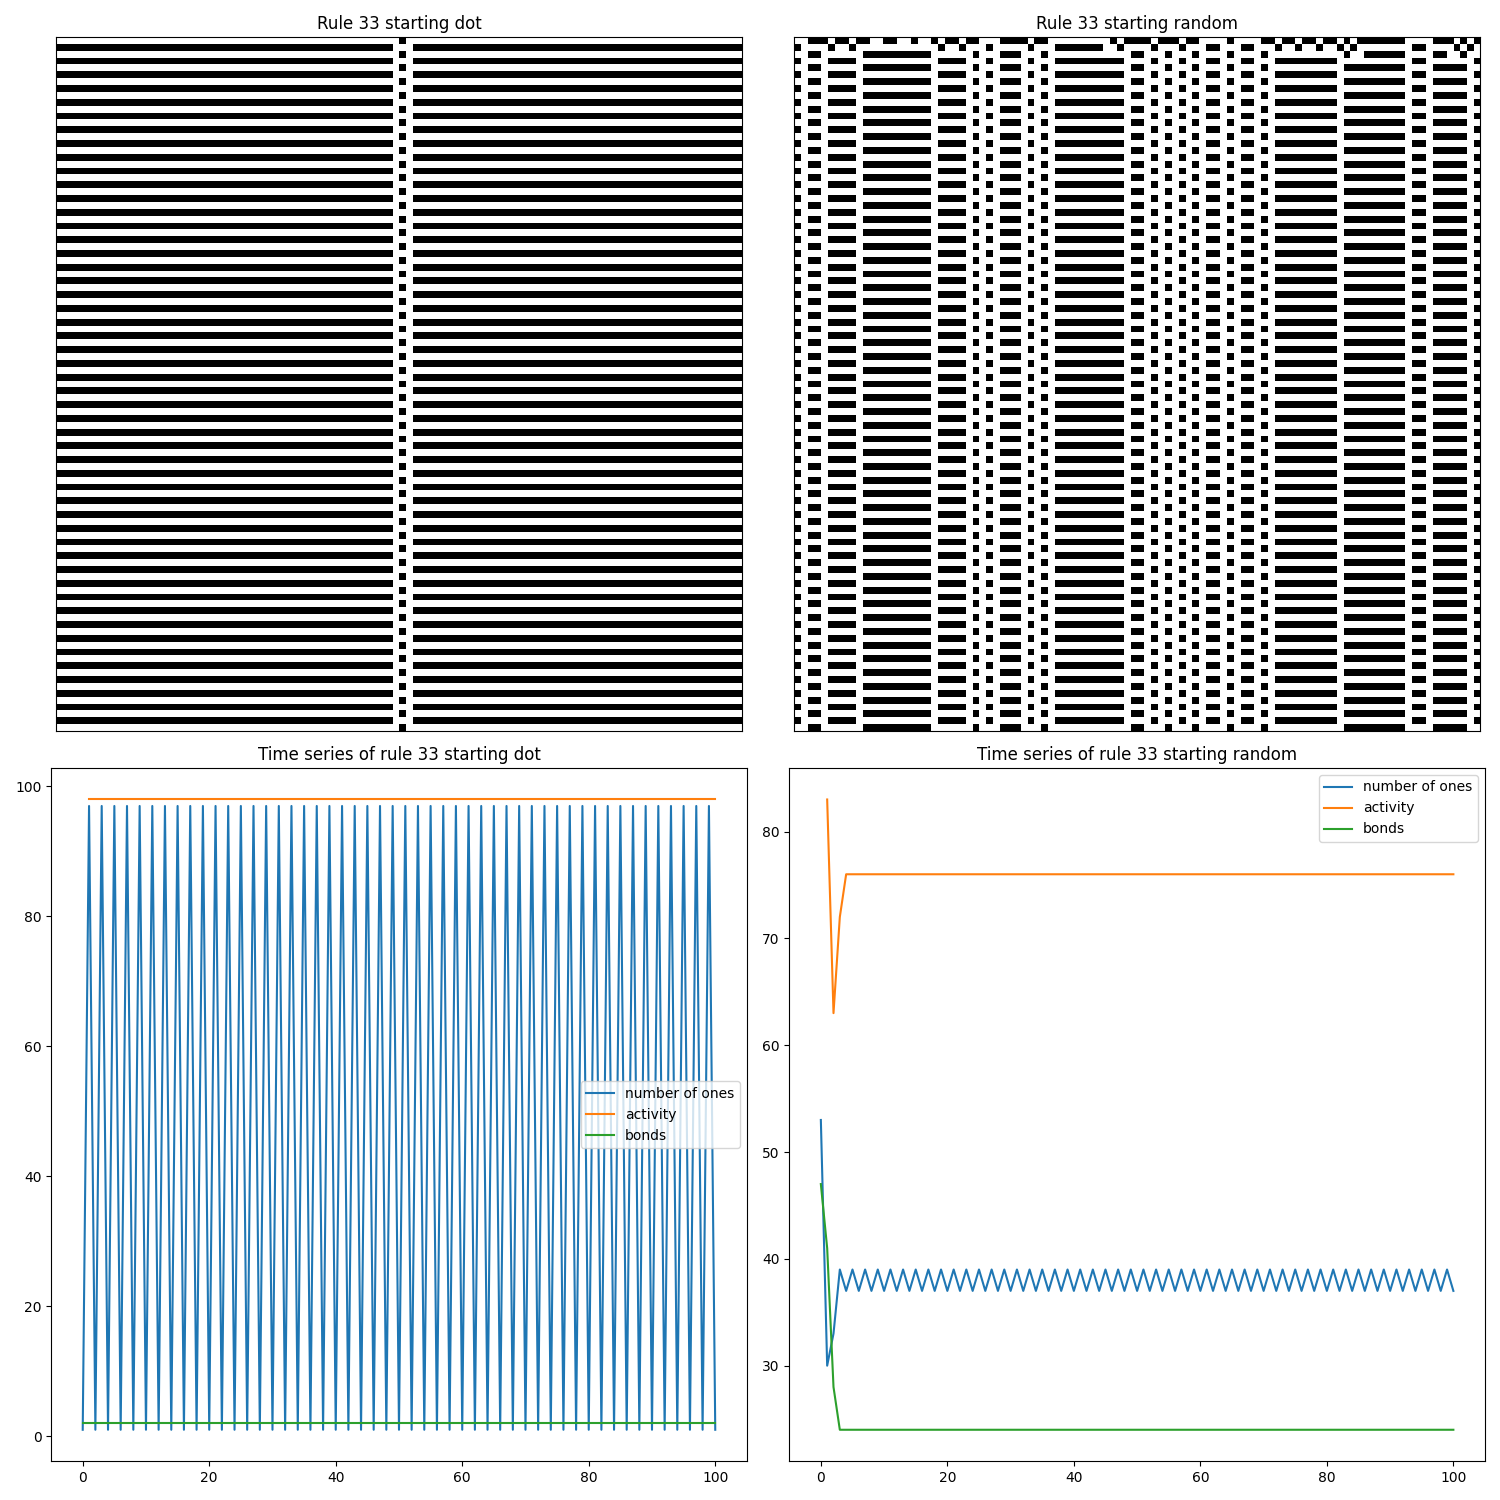 Rule 33 starting dot
Rule 33 starting random
Time series of rule 33 starting dot
100
80
60
40
20
0
number of ones
activity
bonds
0 20 40 60 80 100
Time series of rule 33 starting random
80
70
60
50
40
30
number of ones
activity
bonds
0 20 40 60 80 100